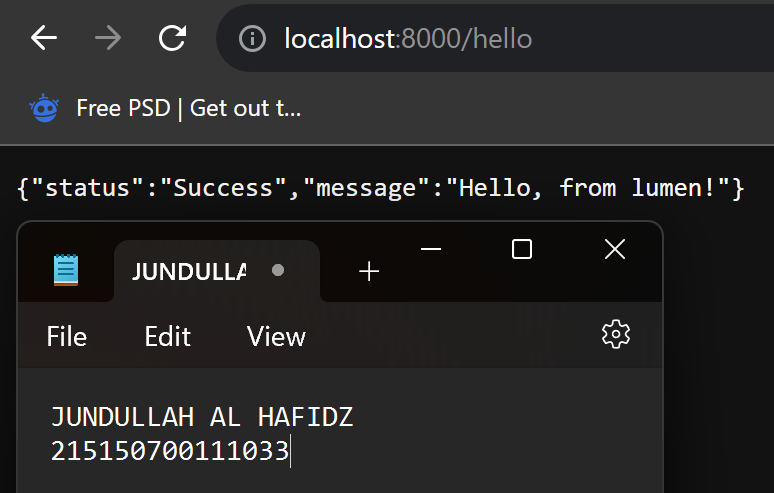 localhost:8000/hello
Free PSD | Get out t...
{"status":"Success","message":"Hello, from lumen!"}
JUNDULLA
File Edit View
JUNDULLAH AL HAFIDZ
215150700111033